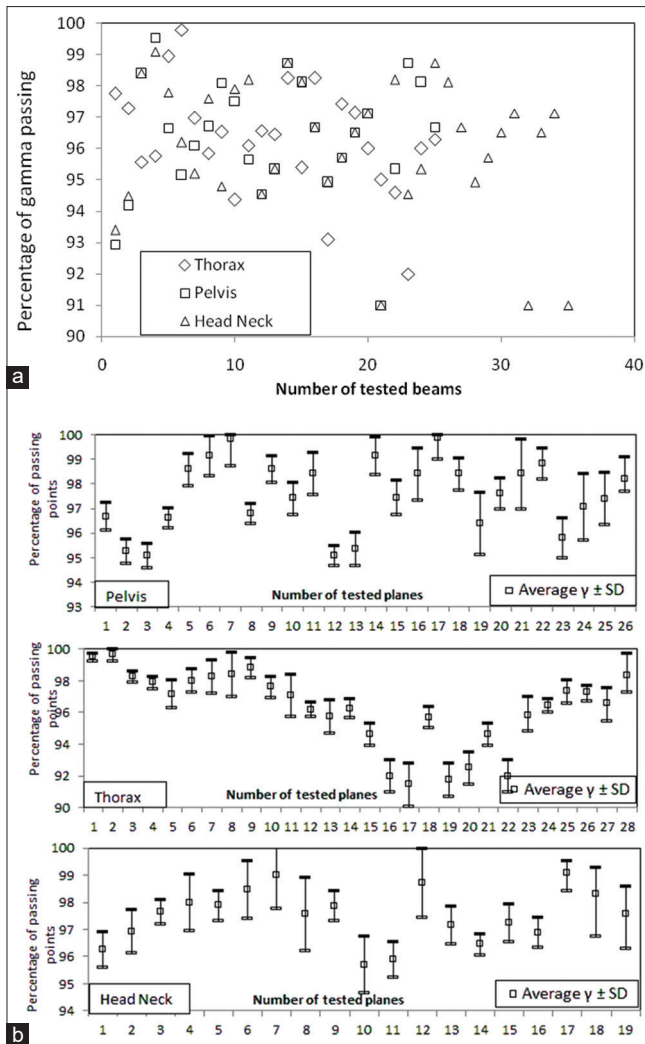 100
99
98
97
96
95
94
93
92
91
90
Percentage of gamma passing
Thorax
Pelvis
Head Neck
0 10 20 30 40
Number of tested beams
a
Percentage of passing
points
100
99
98
97
96
95
94
93
Pelvis
Number of tested planes
Average γ ± SD
1 2 3 4 5 6 7 8 9 10 11 12 13 14 15 16 17 18 19 20 21 22 23 24 25 26
Percentage of passing
points
100
98
96
94
92
90
Thorax
Number of tested planes
Average γ ± SD
1 2 3 4 5 6 7 8 9 10 11 12 13 14 15 16 17 18 19 20 21 22 23 24 25 26 27 28
Percentage of passing
points
100
99
98
97
96
95
94
Head Neck
Number of tested planes
Average γ ± SD
1 2 3 4 5 6 7 8 9 10 11 12 13 14 15 16 17 18 19
b